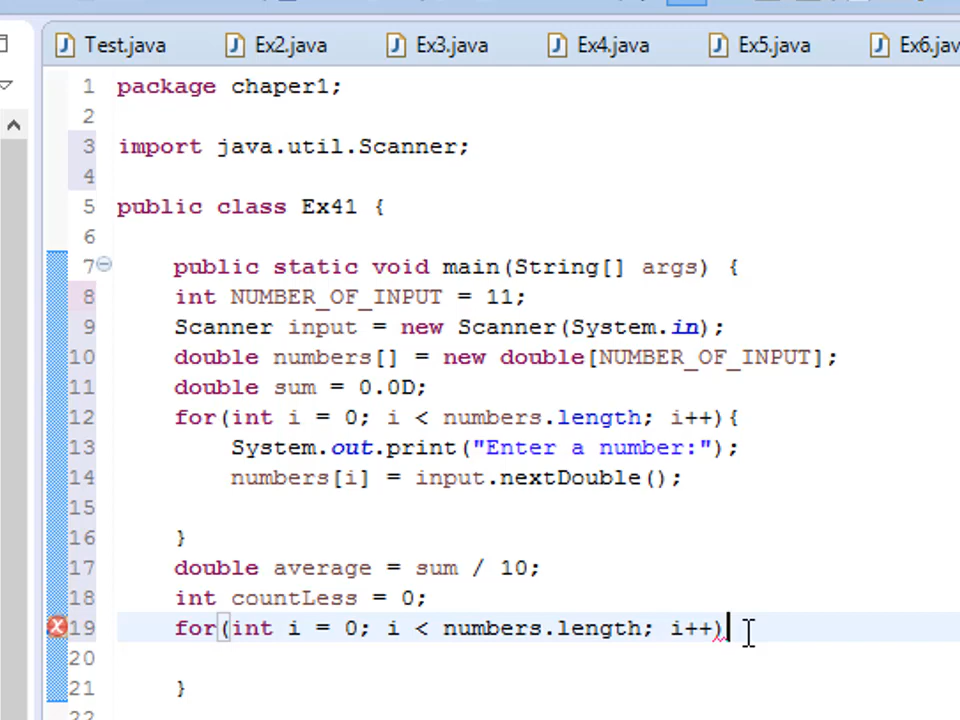 Test.java Ex2.java Ex3.java Ex4.java Ex5.java Ex6.jav
1 package chaper1;
2
3 import java.util.Scanner;
4
5 public class Ex41 {
6
7 public static void main(String[] args) {
8 int NUMBER_OF_INPUT = 11;
9 Scanner input = new Scanner(System.in);
10 double numbers[] = new double[NUMBER_OF_INPUT];
11 double sum = 0.0D;
12 for(int i = 0; i < numbers.length; i++){
13 System.out.print("Enter a number:");
14 numbers[i] = input.nextDouble();
15
16 }
17 double average = sum / 10;
18 int countLess = 0;
19 for(int i = 0; i < numbers.length; i++)
20
21 }
22